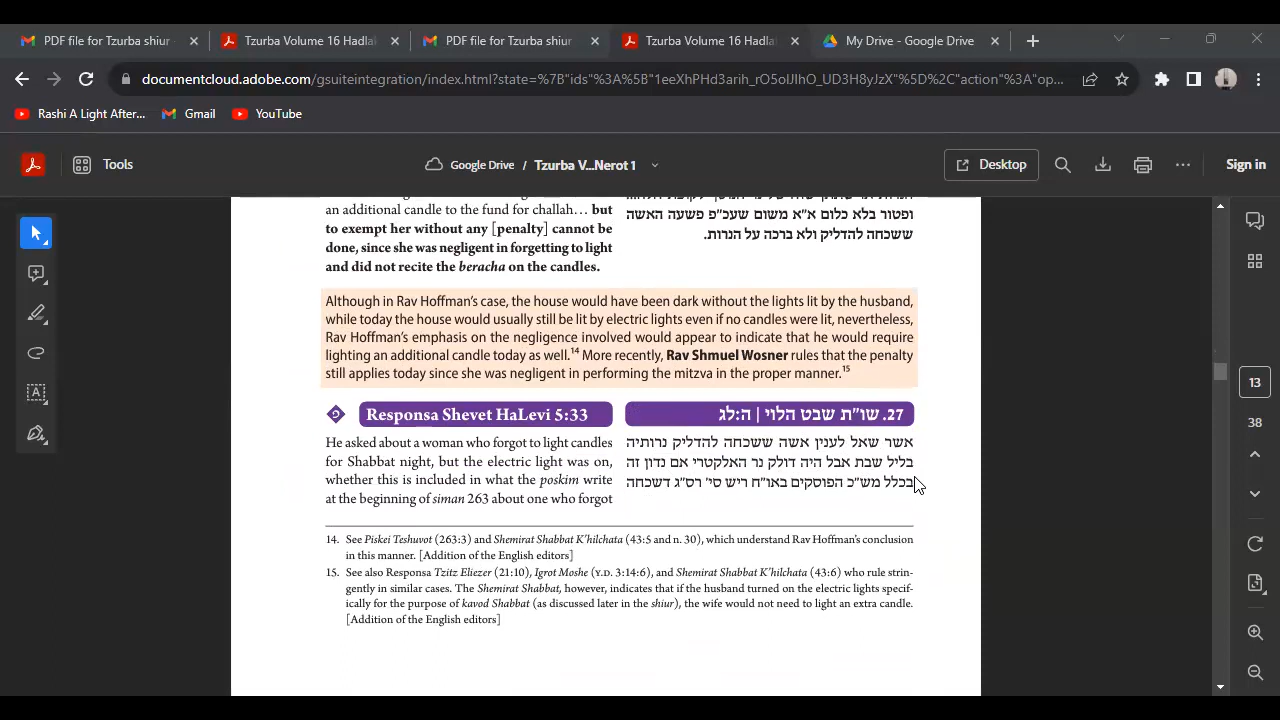 PDF file for Tzurba shiur -
Tzurba Volume 16 Hadla
PDF file for Tzurba shiur
Tzurba Volume 16 Hadla
My Drive - Google Drive
documentcloud.adobe.com/gsuiteintegration/index.html?state=%7B"ids"%3A%5B"1eeXhPHd3arih_rO5oIJIhO_UD3H8yJzX"%5D%2C"action"%3A"op...
Rashi A Light After...
Gmail
YouTube
Tools
Google Drive / Tzurba V...Nerot 1
Desktop
Sign in
an additional candle to the fund for challah... but
to exempt her without any [penalty] cannot be
done, since she was negligent in forgetting to light
and did not recite the beracha on the candles.
ופטור בלא כלום א"א משום שעכ"פ פשעה האשה
ששכחה להדליק ולא ברכה על הנרות.
Although in Rav Hoffman's case, the house would have been dark without the lights lit by the husband,
while today the house would usually still be lit by electric lights even if no candles were lit, nevertheless,
Rav Hoffman's emphasis on the negligence involved would appear to indicate that he would require
lighting an additional candle today as well.14 More recently, Rav Shmuel Wosner rules that the penalty
still applies today since she was negligent in performing the mitzva in the proper manner.15
Responsa Shevet HaLevi 5:33
He asked about a woman who forgot to light candles
for Shabbat night, but the electric light was on,
whether this is included in what the poskim write
at the beginning of siman 263 about one who forgot
27. שו"ת שבט הלוי | ה:לג
אשר שאל לענין אשה ששכחה להדליק נרותיה
בליל שבת אבל היה דולק נר האלקטרי אם נדון זה
בכלל מש"כ הפוסקים באו"ח ריש סי' רס"ג דשכחה
14. See Piskei Teshuvot (263:3) and Shemirat Shabbat K'hilchata (43:5 and n. 30), which understand Rav Hoffman's conclusion
in this manner. [Addition of the English editors]
15. See also Responsa Tzitz Eliezer (21:10), Igrot Moshe (Y.D. 3:14:6), and Shemirat Shabbat K'hilchata (43:6) who rule strin-
gently in similar cases. The Shemirat Shabbat, however, indicates that if the husband turned on the electric lights specif-
ically for the purpose of kavod Shabbat (as discussed later in the shiur), the wife would not need to light an extra candle.
[Addition of the English editors]
13
38